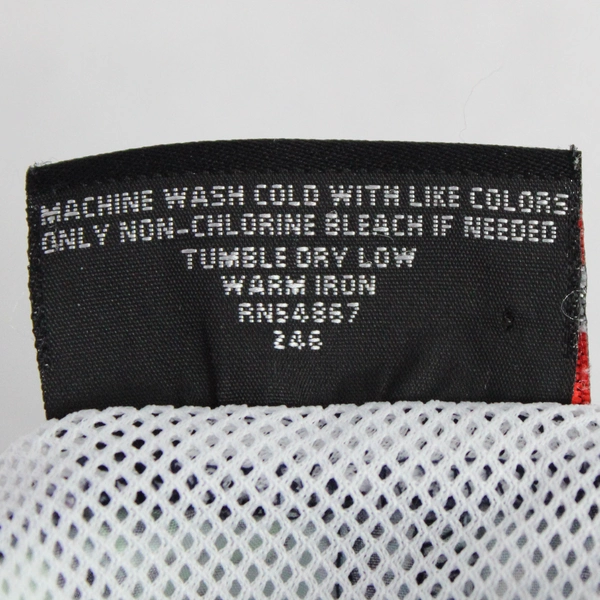 MACHINE WASH COLD WITH LIKE COLORS
ONLY NON-CHLORINE BLEACH IF NEEDED
TUMBLE DRY LOW
WARM IRON
RN54867
246